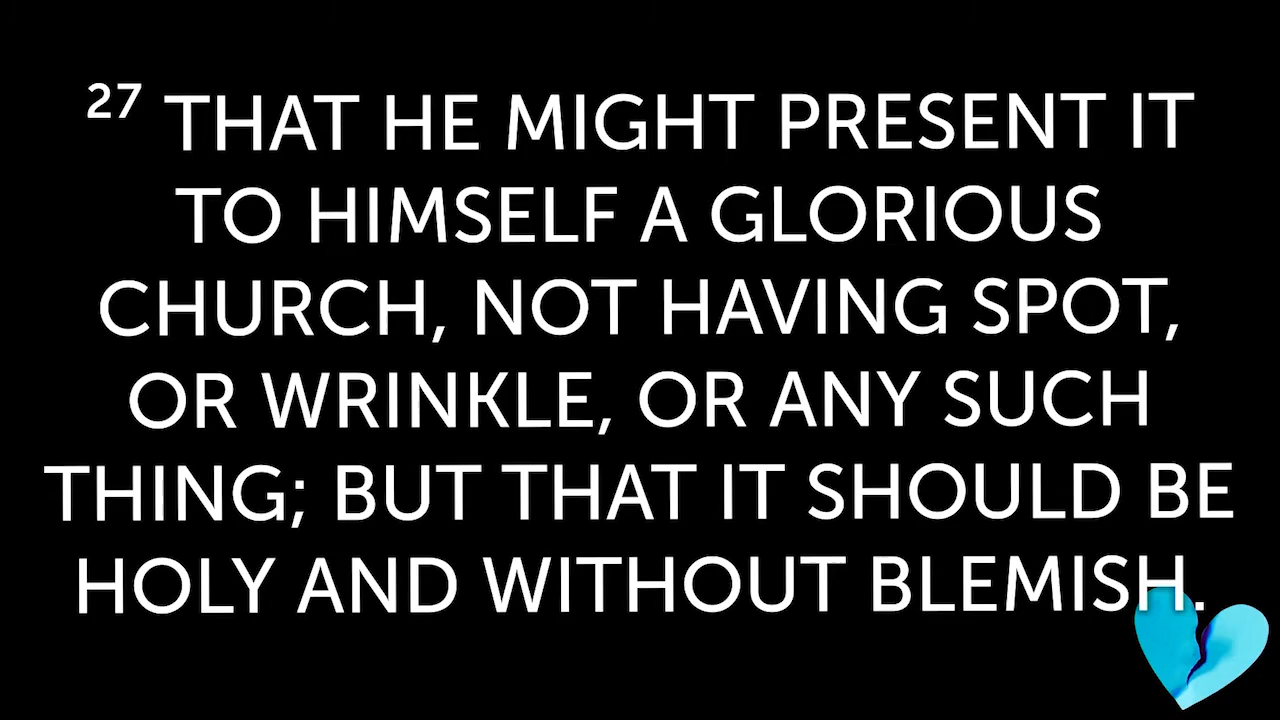 27 THAT HE MIGHT PRESENT IT
TO HIMSELF A GLORIOUS
CHURCH, NOT HAVING SPOT,
OR WRINKLE, OR ANY SUCH
THING; BUT THAT IT SHOULD BE
HOLY AND WITHOUT BLEMISH.